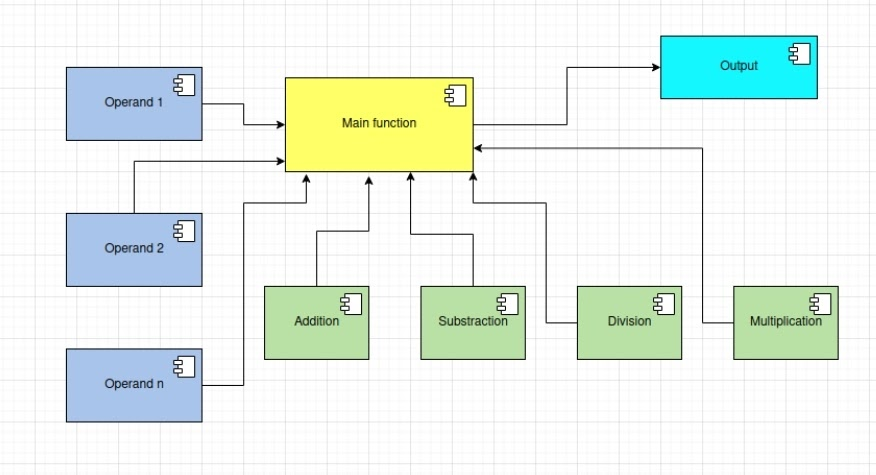 Output
Operand 1
Main function
Operand 2
Addition
Substraction
Division
Multiplication
Operand n